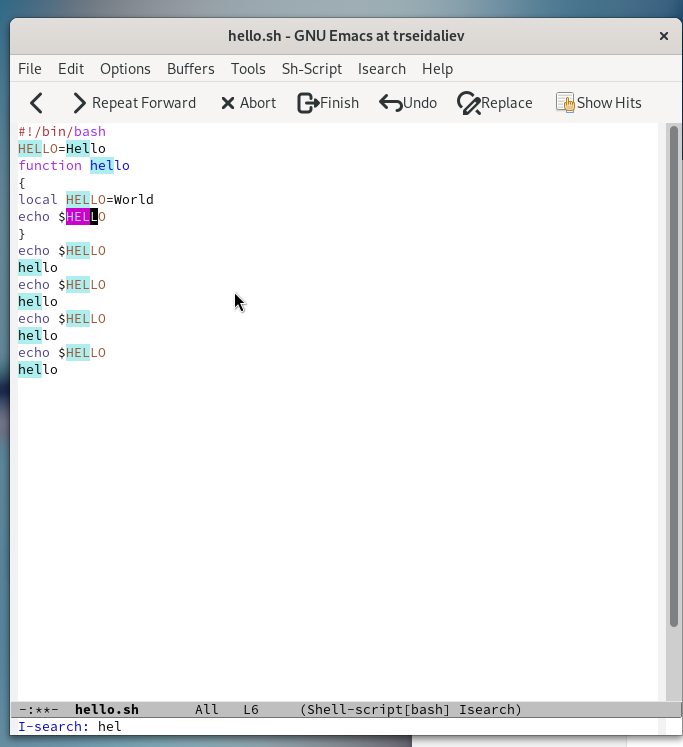 hello.sh - GNU Emacs at trseidaliev ×
File Edit Options Buffers Tools Sh-Script Isearch Help
Repeat Forward Abort Finish Undo Replace Show Hits
#!/bin/bash
HELLO=Hello
function hello
{
local HELLO=World
echo $HELLO
}
echo $HELLO
hello
echo $HELLO
hello
echo $HELLO
hello
echo $HELLO
hello
-:**- hello.sh All L6 (Shell-script[bash] Isearch)
I-search: hel